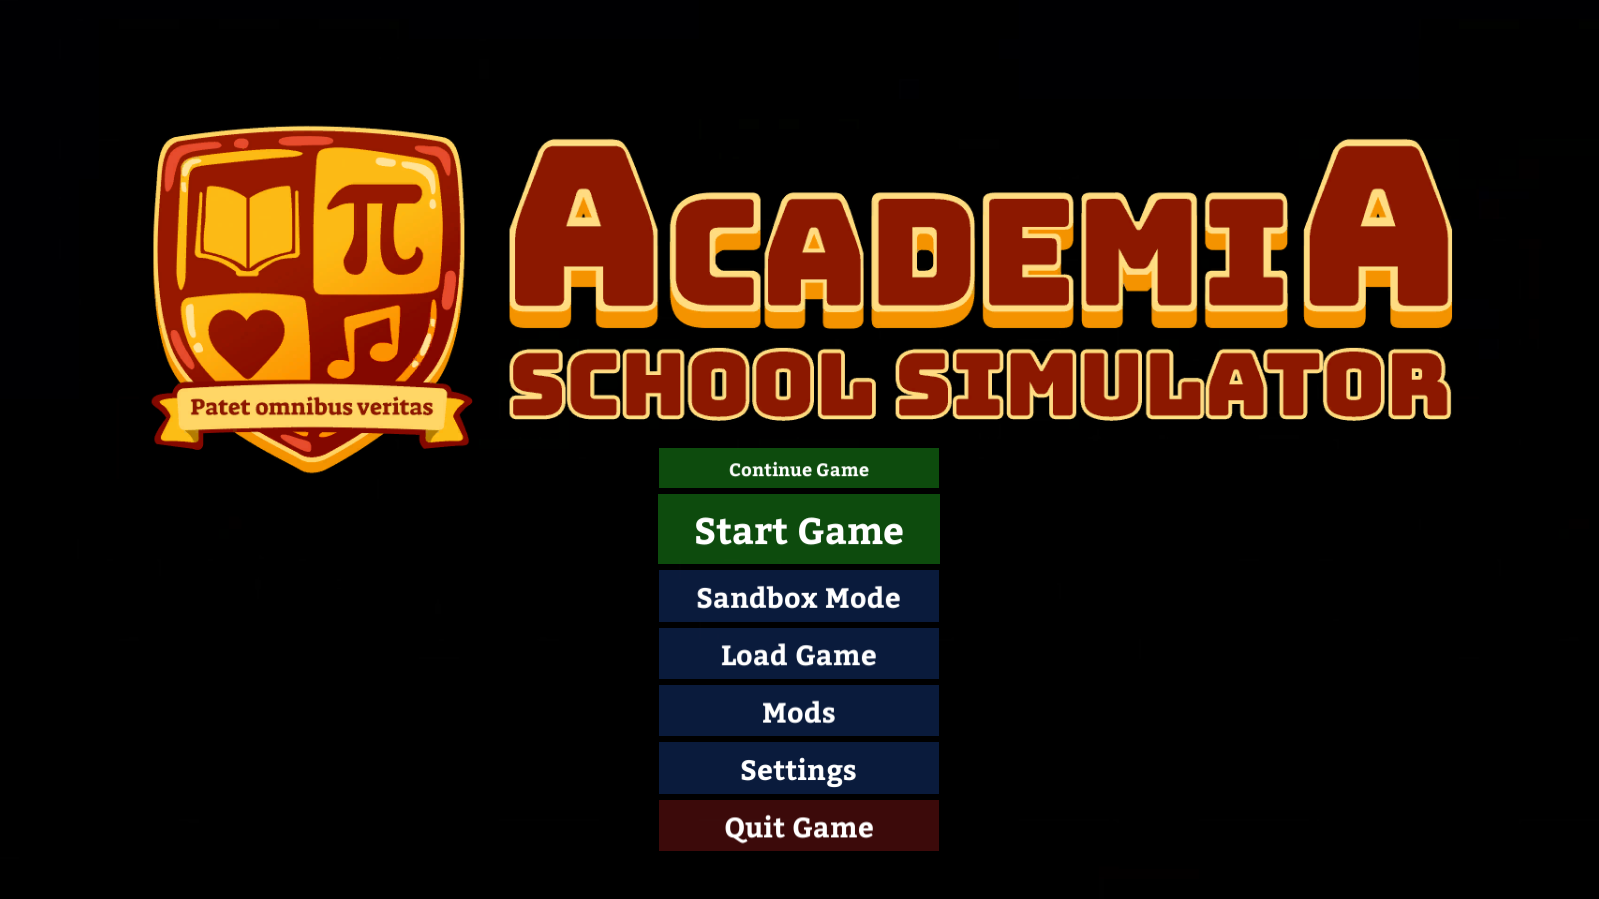 ACADEMIA
SCHOOL SIMULATOR
Patet omnibus veritas
Continue Game
Start Game
Sandbox Mode
Load Game
Mods
Settings
Quit Game